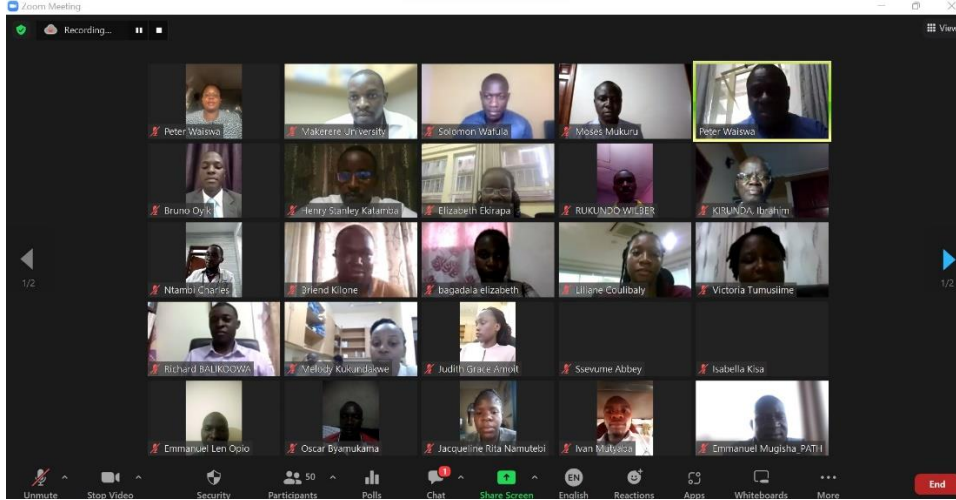 Zoom Meeting
Recording...
View
Peter Waiswa
Makerere University
Solomon Wafula
Moses Mukuru
Peter Waiswa
Bruno Oyik
Henry Stanley Katamba
Elizabeth Ekirapa
RUKUNDO WILBER
KIRUNDA, Ibrahim
Ntambi Charles
Briend Kilone
bagadala elizabeth
Liliane Coulibaly
Victoria Tumusiime
1/2
1/2
Richard BALIKOOWA
Melody Kukundakwe
Judith Grace Amoit
Ssevume Abbey
Isabella Kisa
Emmanuel Len Opio
Oscar Byamukama
Jacqueline Rita Namutebi
Ivan Mutyaba
Emmanuel Mugisha_PATH
50
1
EN
Unmute
Stop Video
Security
Participants
Polls
Chat
Share Screen
English
Reactions
Apps
Whiteboards
More
End